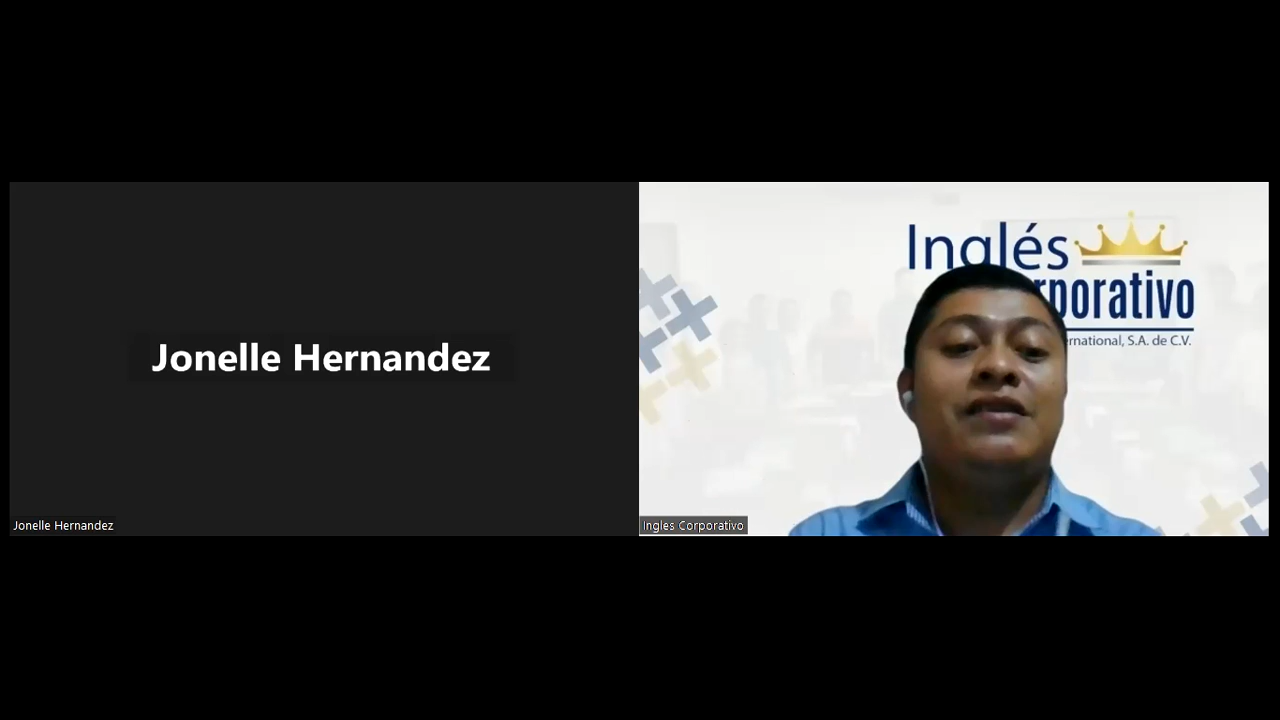 Jonelle Hernandez
Jonelle Hernandez
Inglés
rporativo
ernational, S.A. de C.V.
Ingles Corporativo